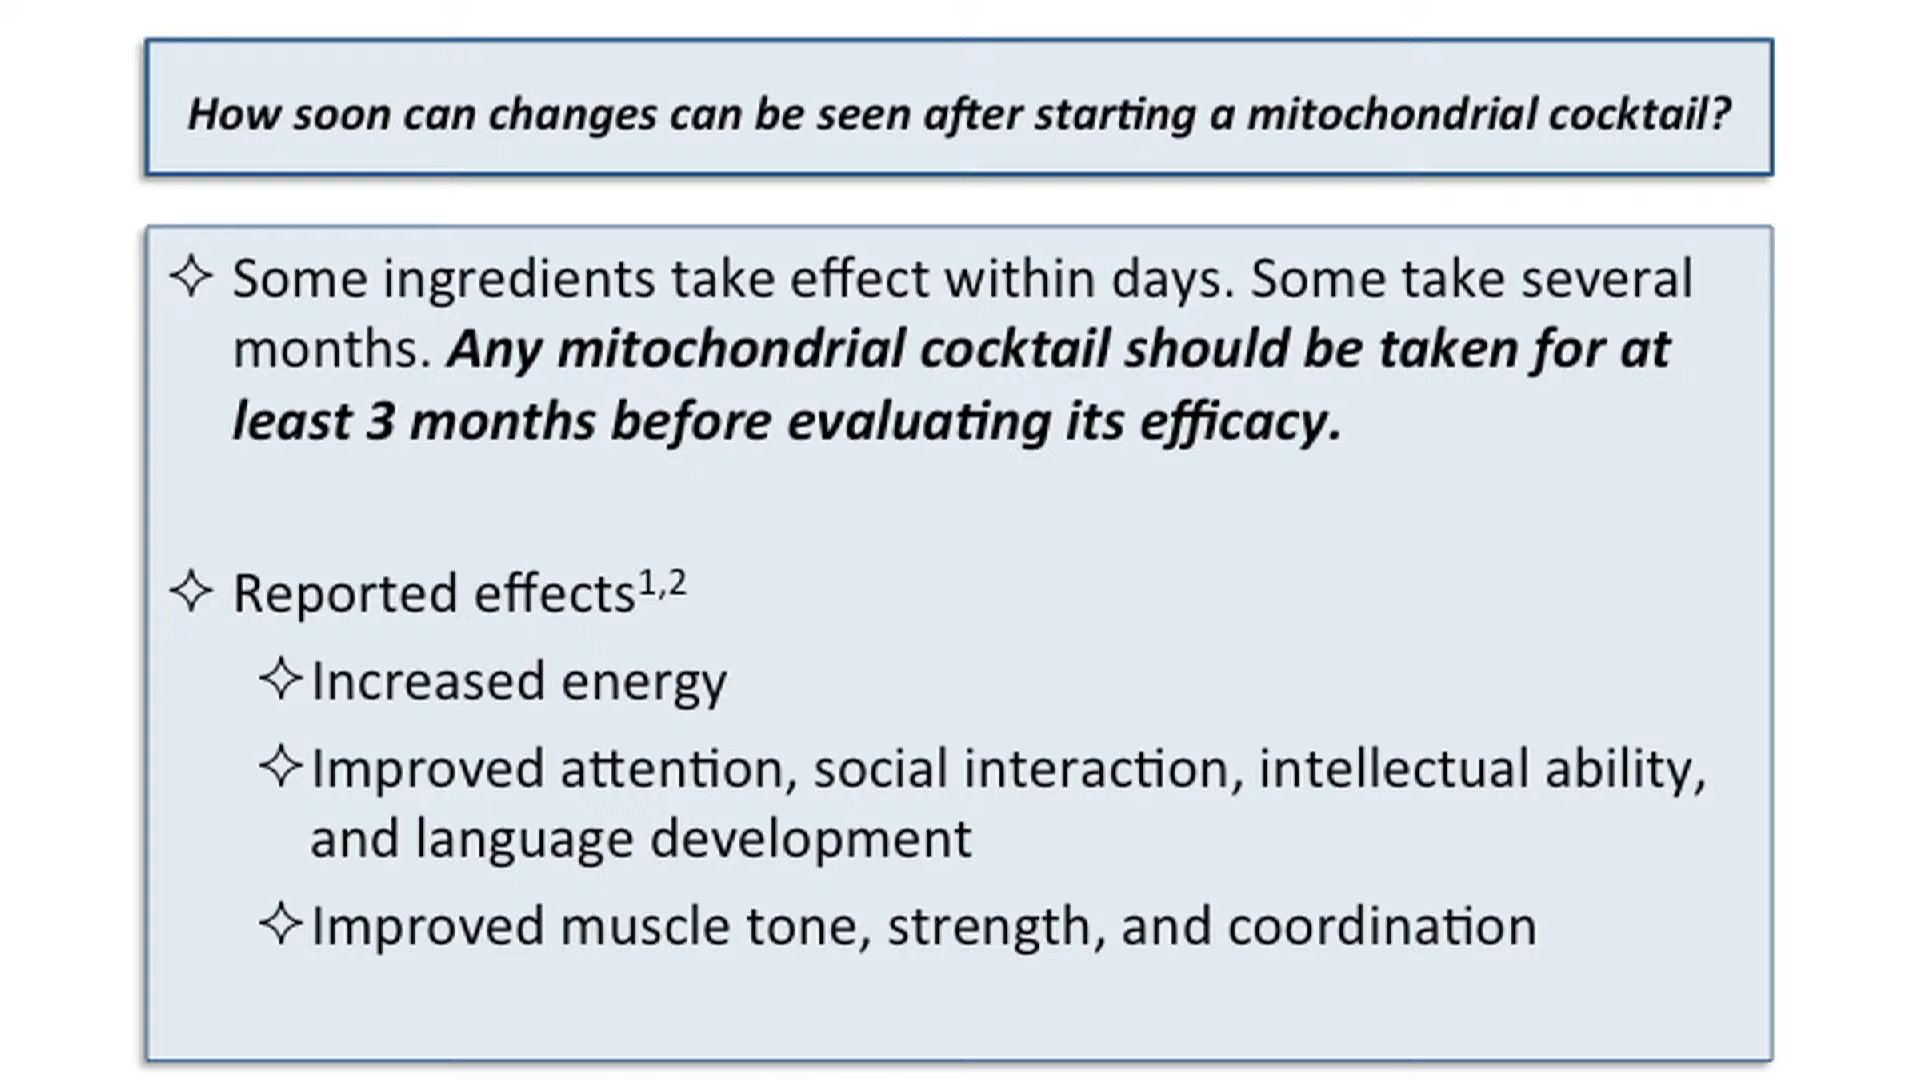 How soon can changes can be seen after starting a mitochondrial cocktail?
✧ Some ingredients take effect within days. Some take several
months. Any mitochondrial cocktail should be taken for at
least 3 months before evaluating its efficacy.
✧ Reported effects1,2
✧Increased energy
✧Improved attention, social interaction, intellectual ability,
and language development
✧Improved muscle tone, strength, and coordination